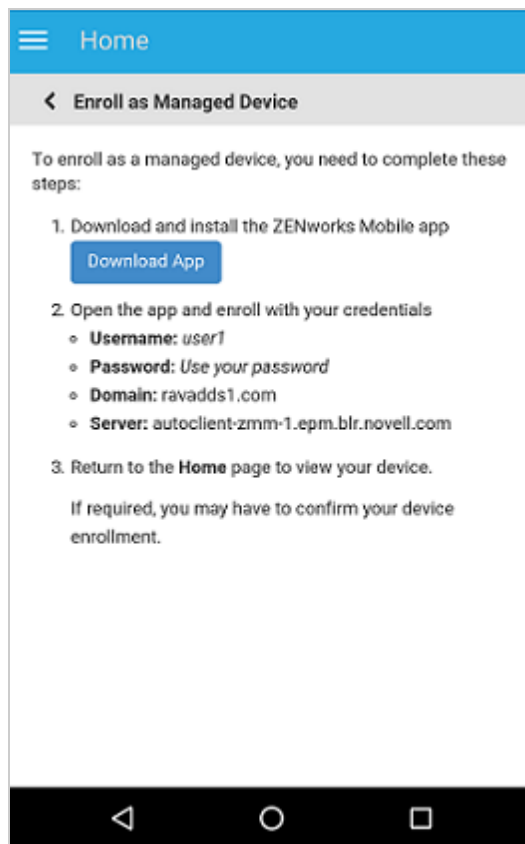 Home
Enroll as Managed Device
To enroll as a managed device, you need to complete these
steps:
1. Download and install the ZENworks Mobile app
Download App
2. Open the app and enroll with your credentials
Username: user1
Password: Use your password
Domain: ravadds1.com
Server: autoclient-zmm-1.epm.blr.novell.com
3. Return to the Home page to view your device.
If required, you may have to confirm your device
enrollment.